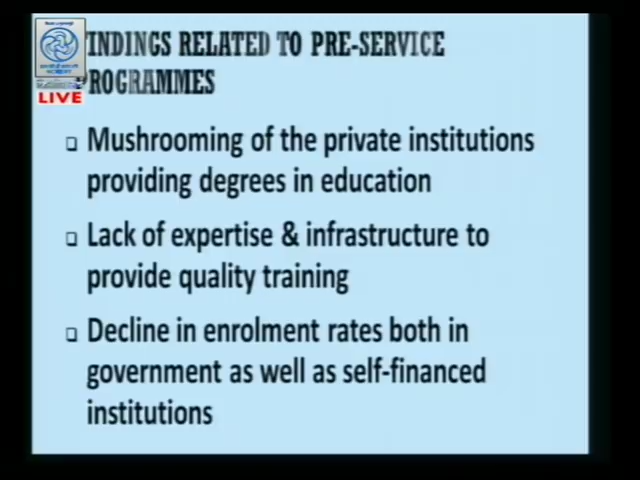 INDINGS RELATED TO PRE-SERVICE
ROGRAMMES
LIVE
❑ Mushrooming of the private institutions
providing degrees in education
❑ Lack of expertise & infrastructure to
provide quality training
❑ Decline in enrolment rates both in
government as well as self-financed
institutions